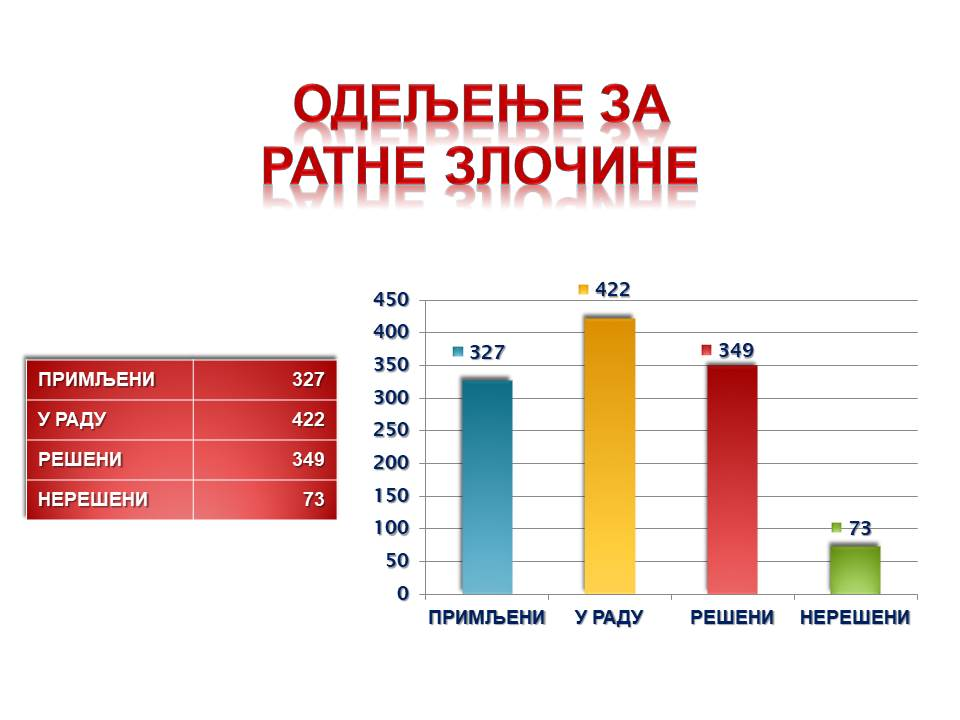 ОДЕЉЕЊЕ ЗА
РАТНЕ ЗЛОЧИНЕ
ПРИМЉЕНИ 327
У РАДУ 422
РЕШЕНИ 349
НЕРЕШЕНИ 73
450
400
350
300
250
200
150
100
50
0
327
422
349
73
ПРИМЉЕНИ У РАДУ РЕШЕНИ НЕРЕШЕНИ